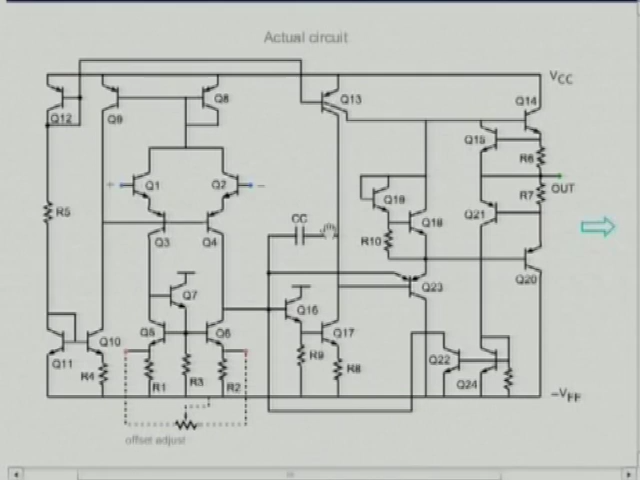 Actual circuit
VCC
Q12
Q9
Q8
Q13
Q14
Q15
R6
OUT
R7
+
Q1
Q2
−
Q19
R5
Q18
Q21
Q3
Q4
CC
R10
Q20
Q7
Q23
Q16
Q5
Q6
Q17
Q11
Q10
R9
Q22
R4
R1
R3
R2
R8
Q24
−VEE
offset adjust